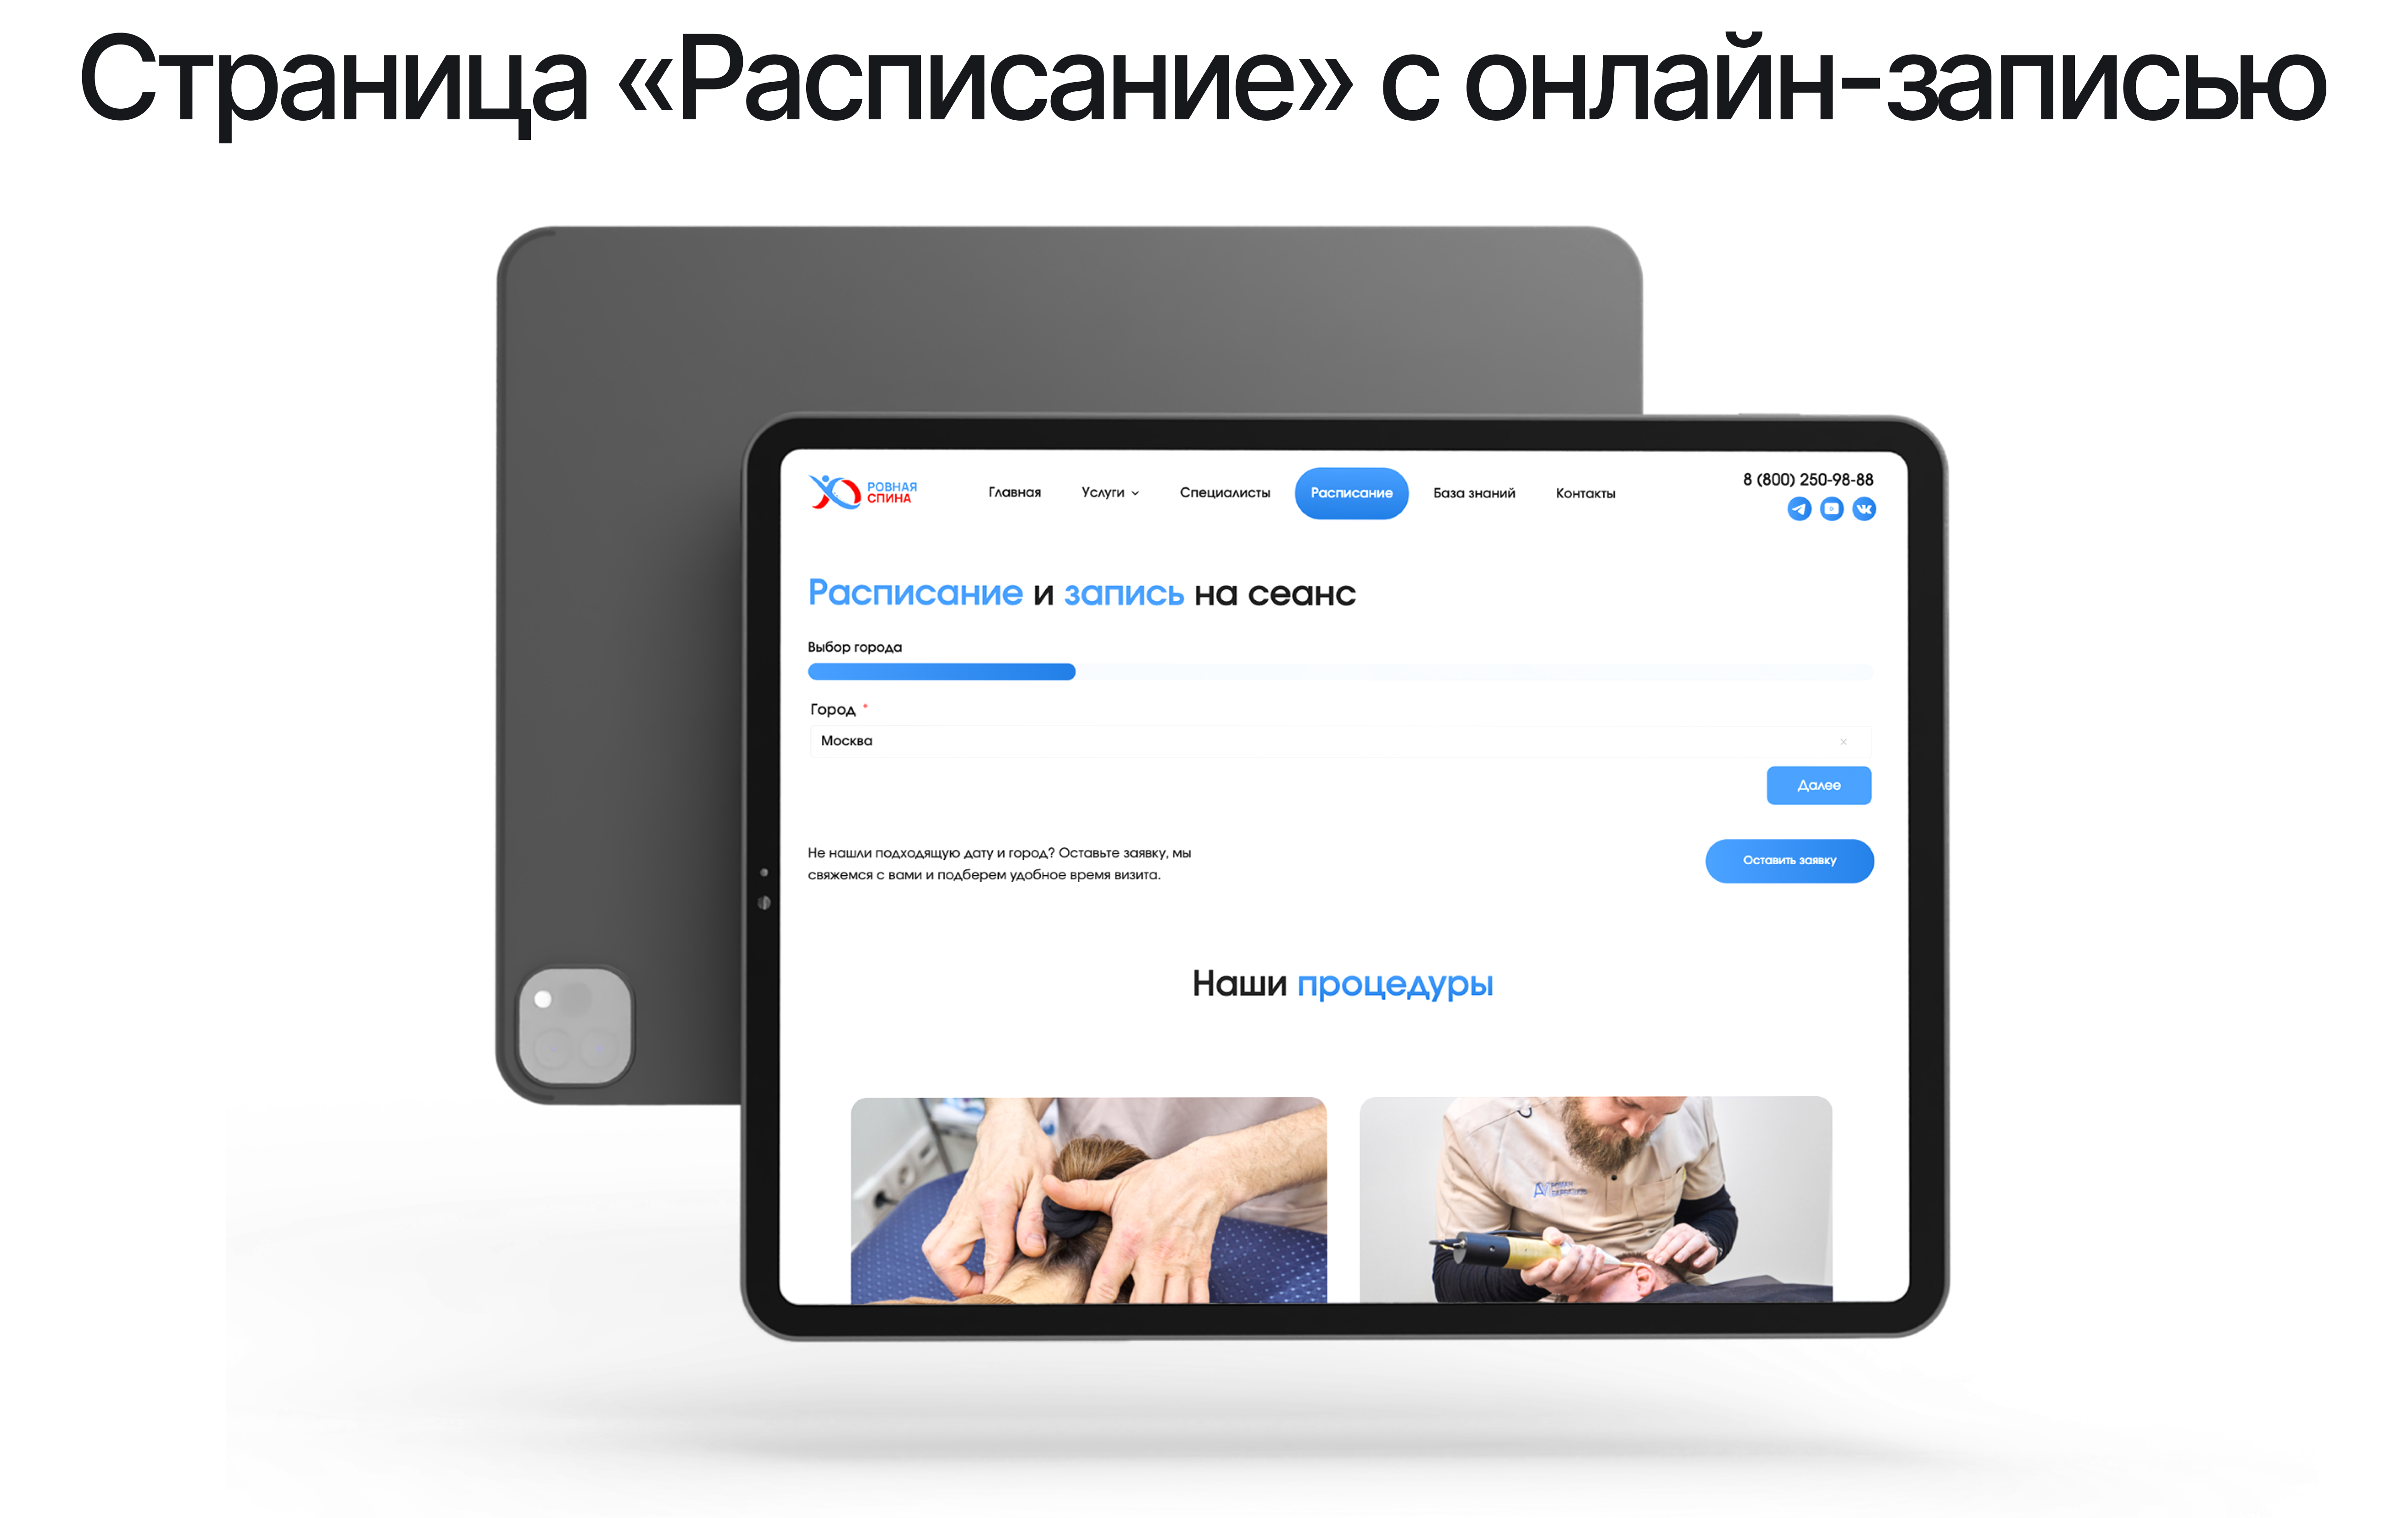 Страница «Расписание» с онлайн-записью
РОВНАЯ
СПИНА
Главная
Услуги
Специалисты
Расписание
База знаний
Контакты
8 (800) 250-98-88
Расписание и запись на сеанс
Выбор города
Город *
Москва
Далее
Не нашли подходящую дату и город? Оставьте заявку, мы
свяжемся с вами и подберем удобное время визита.
Оставить заявку
Наши процедуры